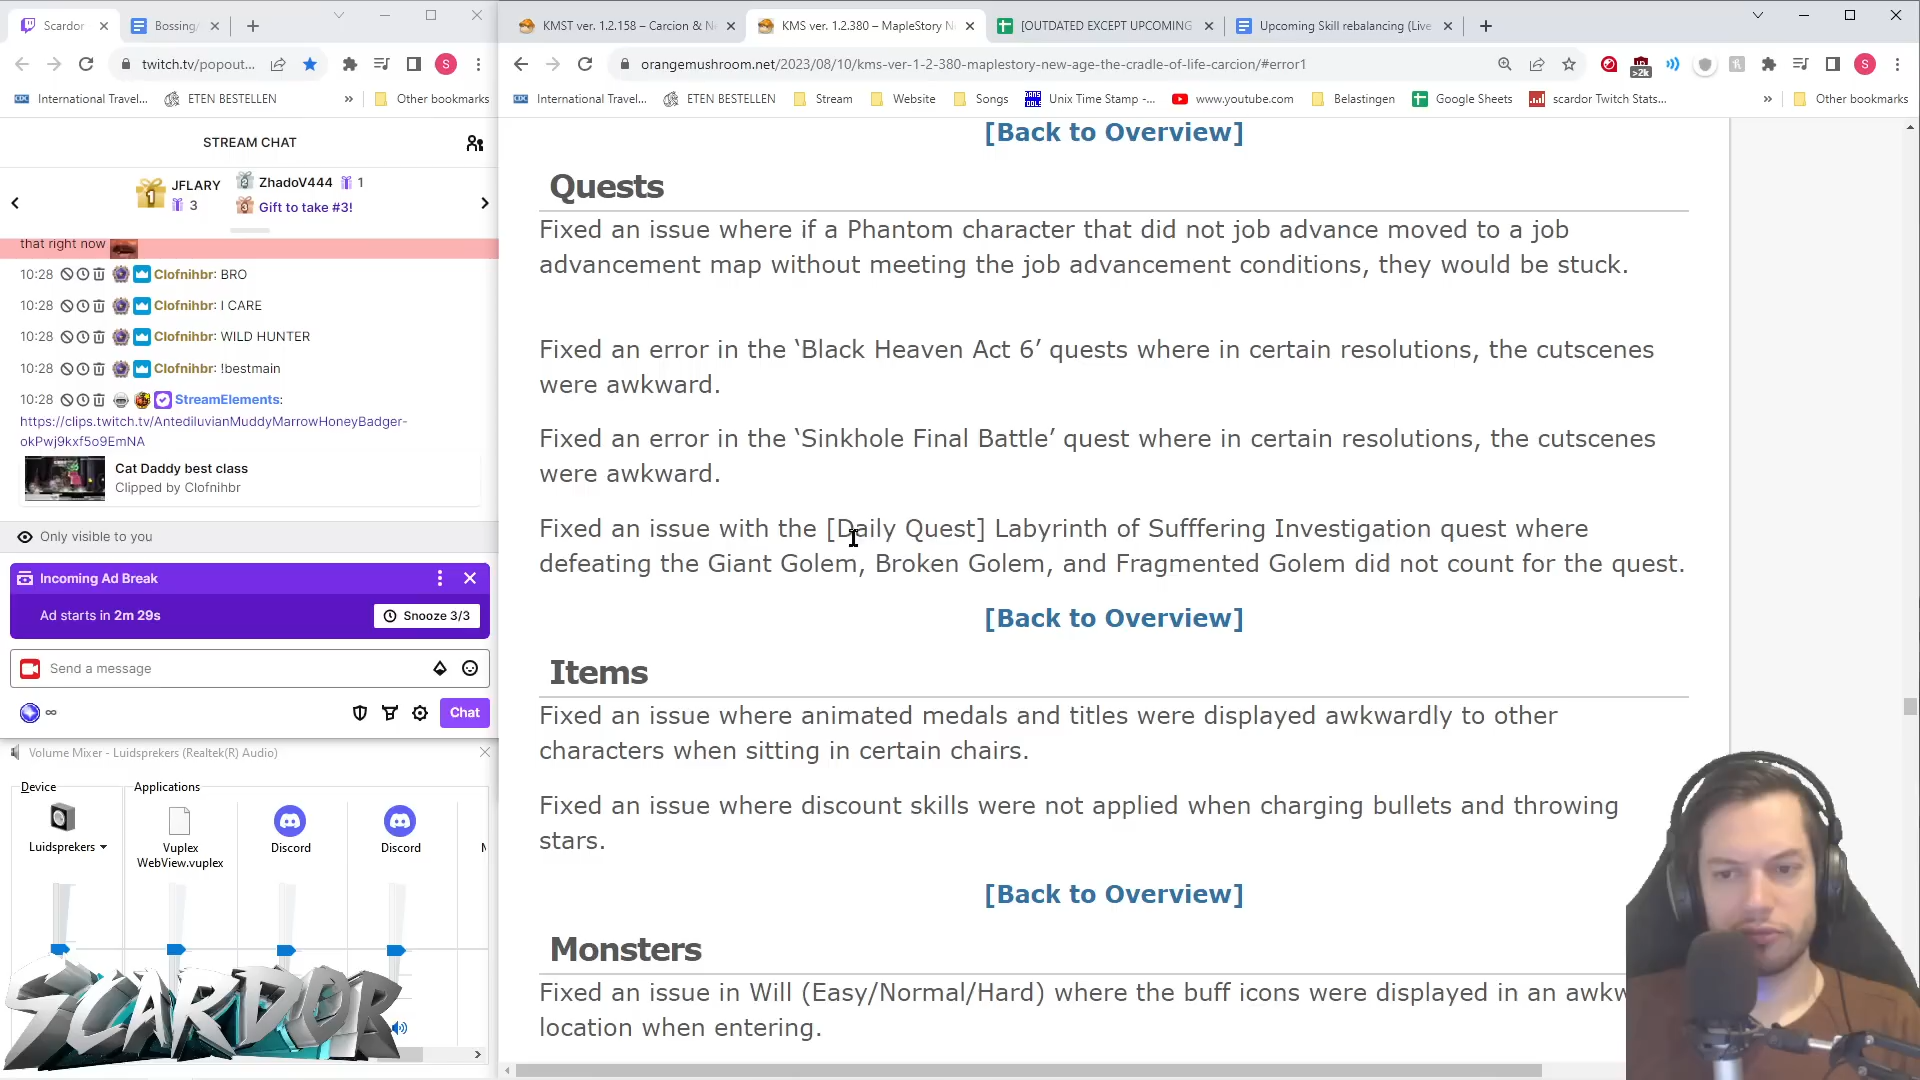 Scardor
Bossing/
KMST ver. 1.2.158 – Carcion & N
KMS ver. 1.2.380 – MapleStory N
[OUTDATED EXCEPT UPCOMING
Upcoming Skill rebalancing (Live
twitch.tv/popout...
S
orangemushroom.net/2023/08/10/kms-ver-1-2-380-maplestory-new-age-the-cradle-of-life-carcion/#error1
>2k
S
International Travel...
ETEN BESTELLEN
»
Other bookmarks
International Travel...
ETEN BESTELLEN
Stream
Website
Songs
Unix Time Stamp -...
www.youtube.com
Belastingen
Google Sheets
scardor Twitch Stats...
»
Other bookmarks
STREAM CHAT
JFLARY
3
ZhadoV444 1
Gift to take #3!
that right now
10:28 Clofnihbr: BRO
10:28 Clofnihbr: I CARE
10:28 Clofnihbr: WILD HUNTER
10:28 Clofnihbr: !bestmain
10:28 StreamElements:
https://clips.twitch.tv/AntediluvianMuddyMarrowHoneyBadger-
okPwj9kxf5o9EmNA
Cat Daddy best class
Clipped by Clofnihbr
Only visible to you
Incoming Ad Break
Ad starts in 2m 29s
Snooze 3/3
Send a message
∞
Chat
Volume Mixer - Luidsprekers (Realtek(R) Audio)
Device
Applications
Luidsprekers
Vuplex
WebView.vuplex
Discord
Discord
SCARDOR
[Back to Overview]
Quests
Fixed an issue where if a Phantom character that did not job advance moved to a job
advancement map without meeting the job advancement conditions, they would be stuck.
Fixed an error in the ‘Black Heaven Act 6’ quests where in certain resolutions, the cutscenes
were awkward.
Fixed an error in the ‘Sinkhole Final Battle’ quest where in certain resolutions, the cutscenes
were awkward.
Fixed an issue with the [Daily Quest] Labyrinth of Sufffering Investigation quest where
defeating the Giant Golem, Broken Golem, and Fragmented Golem did not count for the quest.
[Back to Overview]
Items
Fixed an issue where animated medals and titles were displayed awkwardly to other
characters when sitting in certain chairs.
Fixed an issue where discount skills were not applied when charging bullets and throwing
stars.
[Back to Overview]
Monsters
Fixed an issue in Will (Easy/Normal/Hard) where the buff icons were displayed in an awkw
location when entering.